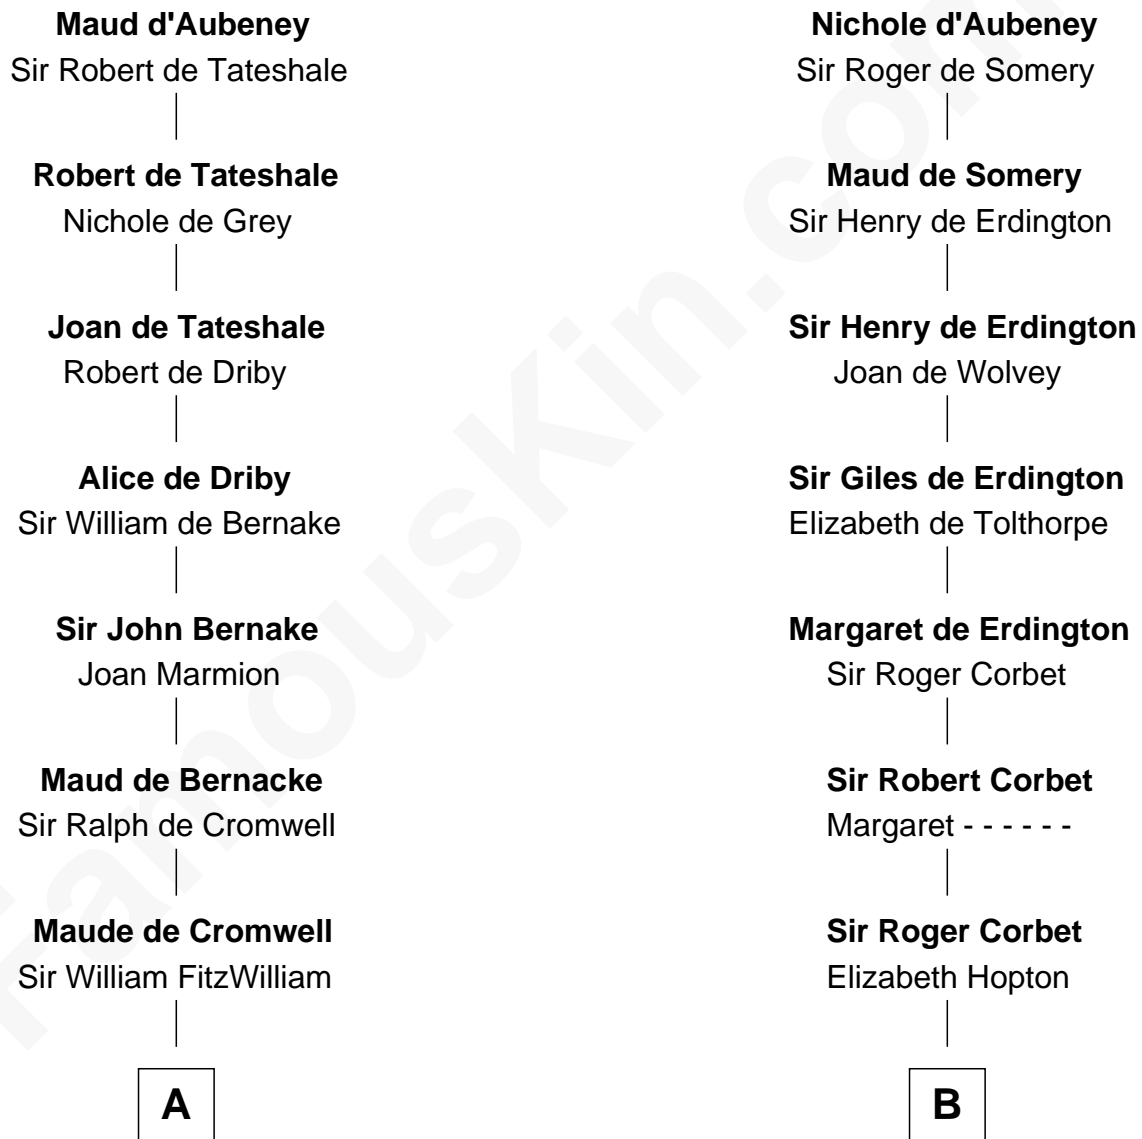 Maud d'Aubeney
Sir Robert de Tateshale
Robert de Tateshale
Nichole de Grey
Joan de Tateshale
Robert de Driby
Alice de Driby
Sir William de Bernake
Sir John Bernake
Joan Marmion
Maud de Bernacke
Sir Ralph de Cromwell
Maude de Cromwell
Sir William FitzWilliam
A
Nichole d'Aubeney
Sir Roger de Somery
Maud de Somery
Sir Henry de Erdington
Sir Henry de Erdington
Joan de Wolvey
Sir Giles de Erdington
Elizabeth de Tolthorpe
Margaret de Erdington
Sir Roger Corbet
Sir Robert Corbet
Margaret - - - - - -
Sir Roger Corbet
Elizabeth Hopton
B
FamousKin.com